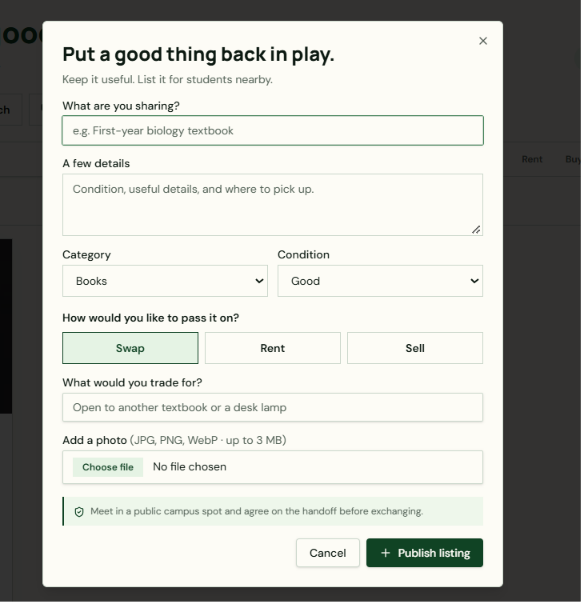 Put a good thing back in play.
Keep it useful. List it for students nearby.
What are you sharing?
e.g. First-year biology textbook
A few details
Condition, useful details, and where to pick up.
Category
Condition
Books
Good
How would you like to pass it on?
Swap
Rent
Sell
What would you trade for?
Open to another textbook or a desk lamp
Add a photo (JPG, PNG, WebP · up to 3 MB)
Choose file No file chosen
Meet in a public campus spot and agree on the handoff before exchanging.
Cancel
+ Publish listing
Rent